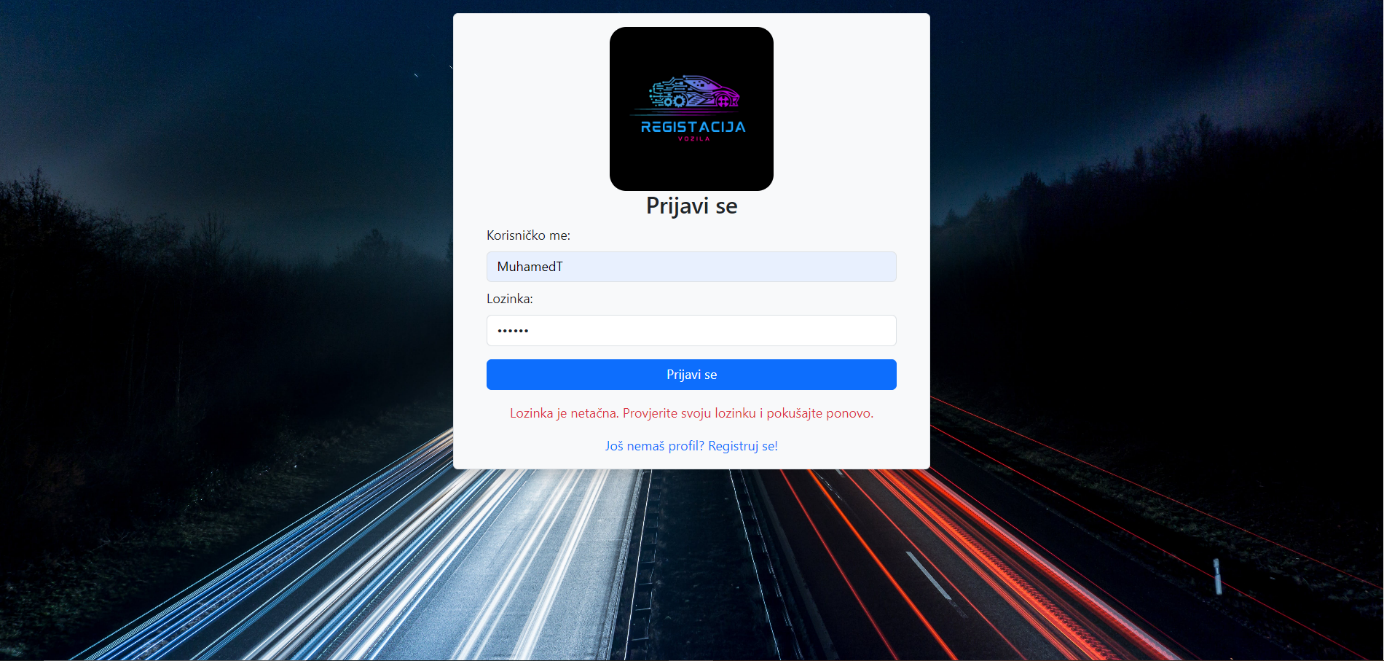 REGISTACIJA
VOZILA
Prijavi se
Korisničko me:
MuhamedT
Lozinka:
••••••
Prijavi se
Lozinka je netačna. Provjerite svoju lozinku i pokušajte ponovo.
Još nemaš profil? Registruj se!